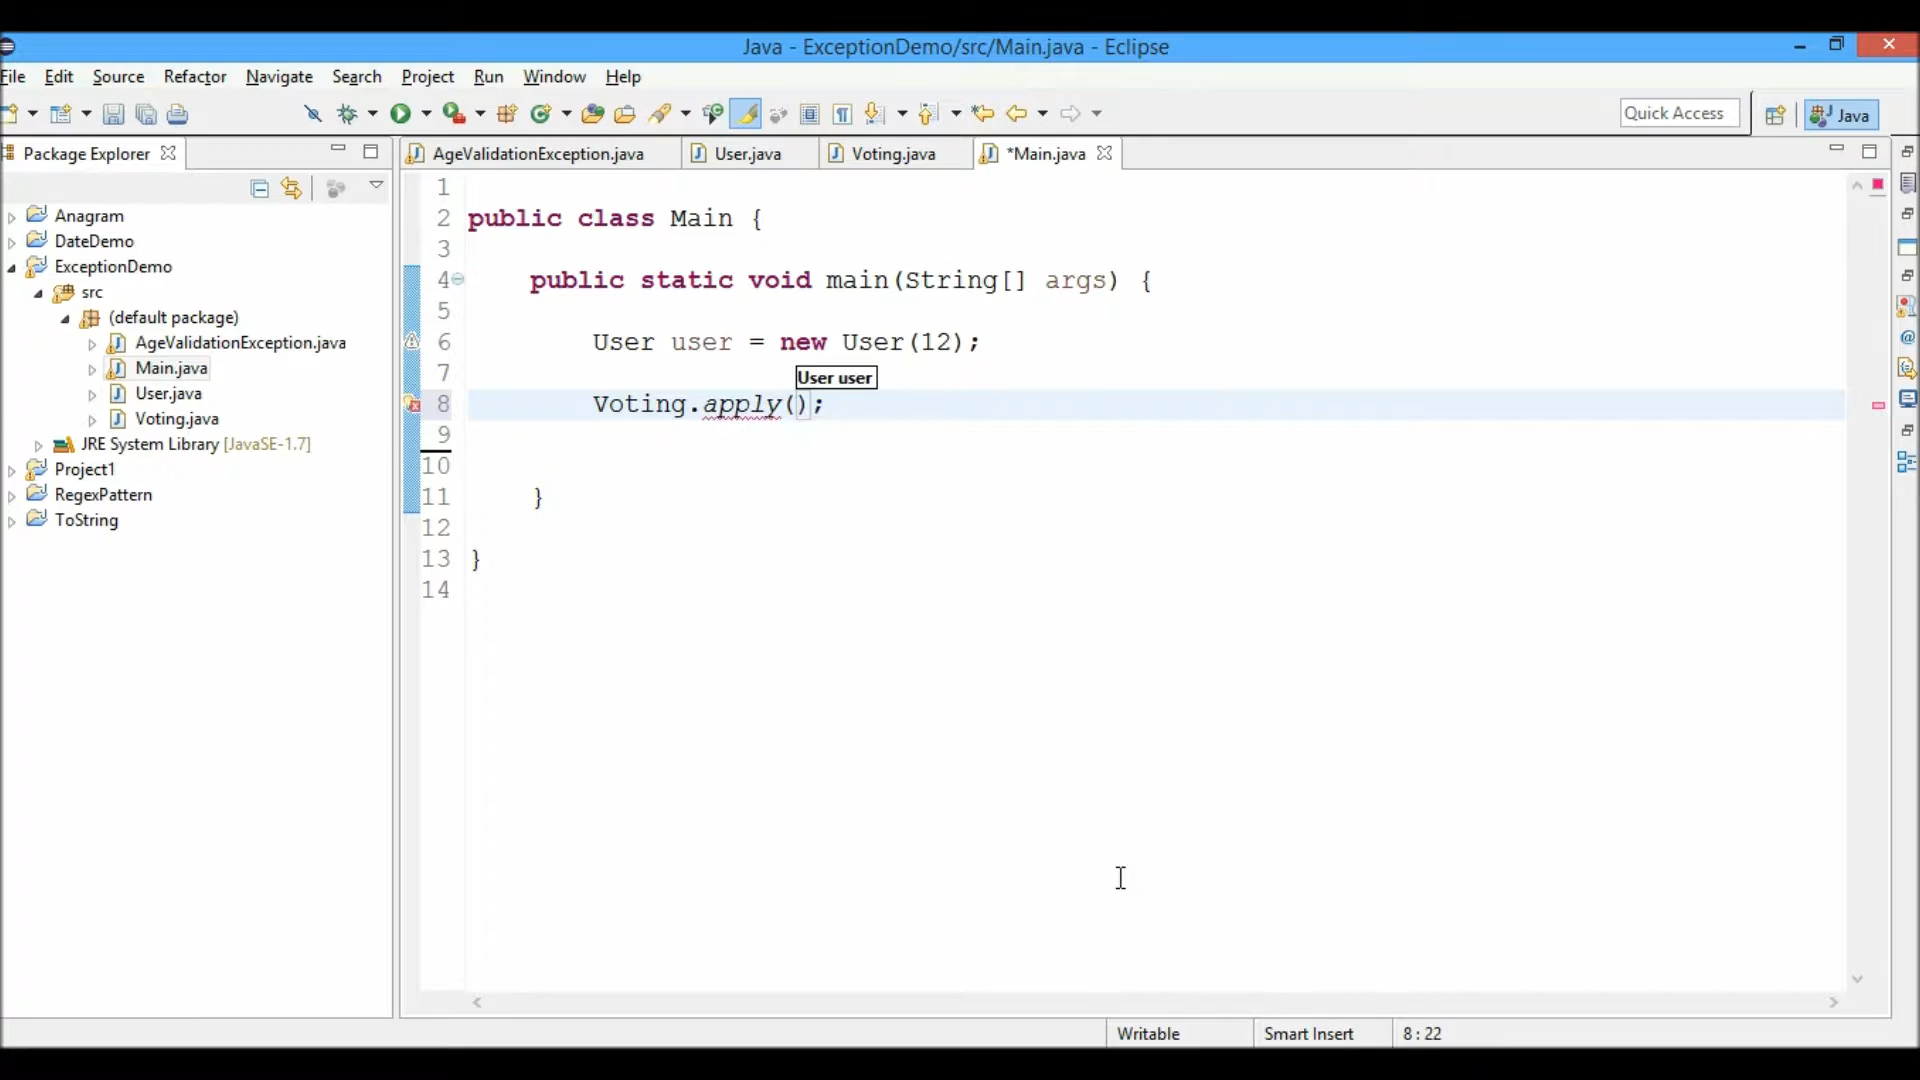 Java - ExceptionDemo/src/Main.java - Eclipse
File Edit Source Refactor Navigate Search Project Run Window Help
Quick Access
Java
Package Explorer
AgeValidationException.java
User.java
Voting.java
*Main.java
Anagram
DateDemo
ExceptionDemo
src
(default package)
AgeValidationException.java
Main.java
User.java
Voting.java
JRE System Library [JavaSE-1.7]
Project1
RegexPattern
ToString
1
2 public class Main {
3
4 public static void main(String[] args) {
5
6 User user = new User(12);
7
User user
8 Voting.apply();
9
10
11 }
12
13 }
14
Writable
Smart Insert
8 : 22